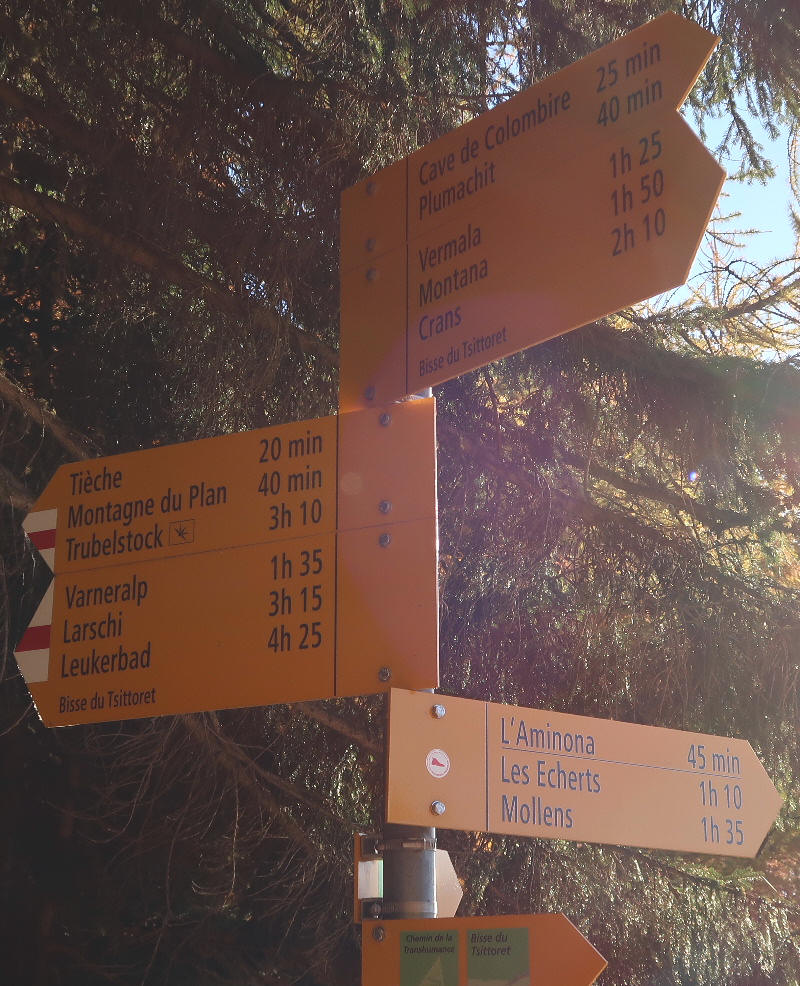 Cave de Colombire 25 min
Plumachit 40 min
Vermala 1h 25
Montana 1h 50
Crans 2h 10
Bisse du Tsittoret
Tièche 20 min
Montagne du Plan 40 min
Trubelstock 3h 10
Varneralp 1h 35
Larschi 3h 15
Leukerbad 4h 25
Bisse du Tsittoret
L'Aminona 45 min
Les Echerts 1h 10
Mollens 1h 35
Chemin de la
Transhumance
Bisse du
Tsittoret